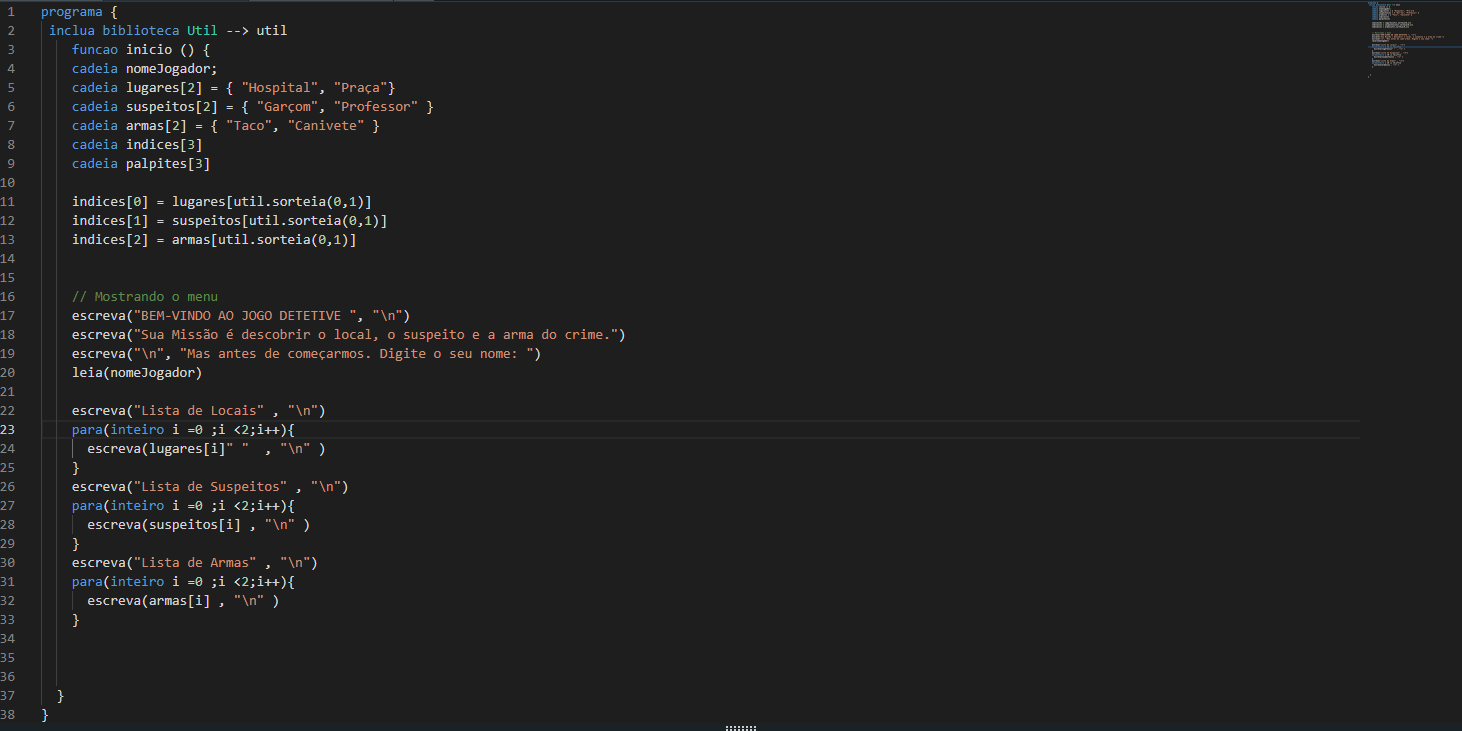 1 programa {
2 inclua biblioteca Util --> util
3 funcao inicio () {
4 cadeia nomeJogador;
5 cadeia lugares[2] = { "Hospital", "Praça"}
6 cadeia suspeitos[2] = { "Garçom", "Professor" }
7 cadeia armas[2] = { "Taco", "Canivete" }
8 cadeia indices[3]
9 cadeia palpites[3]
10
11 indices[0] = lugares[util.sorteia(0,1)]
12 indices[1] = suspeitos[util.sorteia(0,1)]
13 indices[2] = armas[util.sorteia(0,1)]
14
15
16 // Mostrando o menu
17 escreva("BEM-VINDO AO JOGO DETETIVE ", "\n")
18 escreva("Sua Missão é descobrir o local, o suspeito e a arma do crime.")
19 escreva("\n", "Mas antes de começarmos. Digite o seu nome: ")
20 leia(nomeJogador)
21
22 escreva("Lista de Locais" , "\n")
23 para(inteiro i =0 ;i <2;i++){
24 escreva(lugares[i]" "  , "\n" )
25 }
26 escreva("Lista de Suspeitos" , "\n")
27 para(inteiro i =0 ;i <2;i++){
28 escreva(suspeitos[i] , "\n" )
29 }
30 escreva("Lista de Armas" , "\n")
31 para(inteiro i =0 ;i <2;i++){
32 escreva(armas[i] , "\n" )
33 }
34
35
36
37 }
38 }